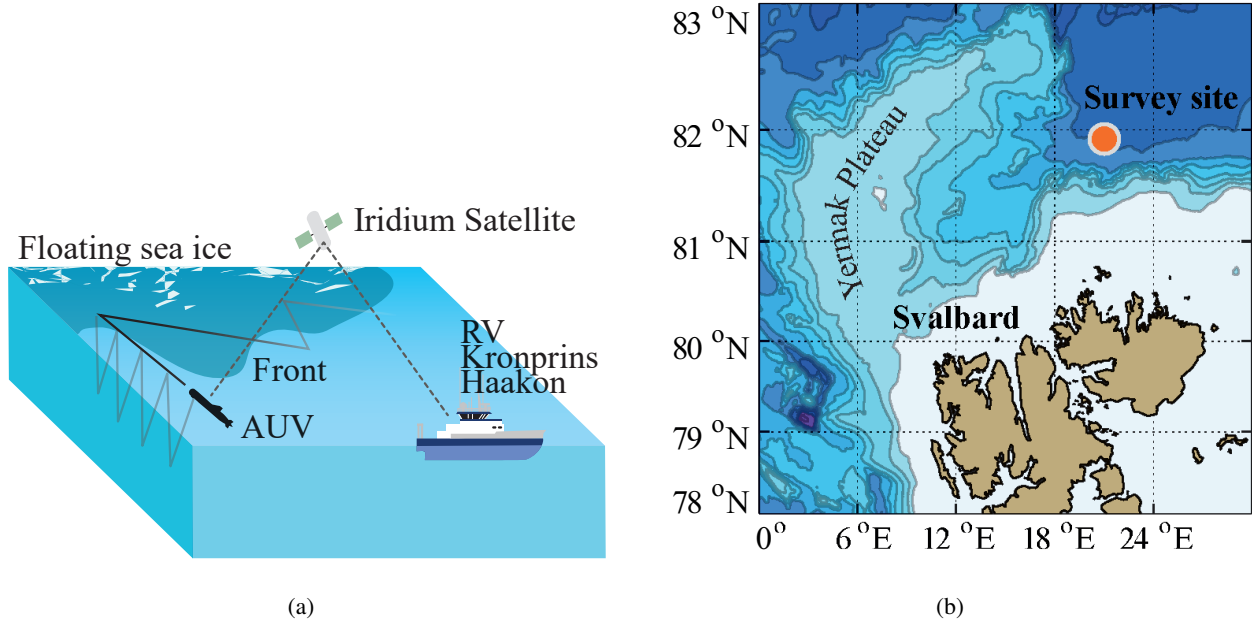 Iridium Satellite
Floating sea ice
RV
Kronprins
Haakon
Front
AUV
(a)
83 °N
82 °N
81 °N
80 °N
79 °N
78 °N
0°
6 °E
12 °E
18 °E
24 °E
Survey site
Yermak Plateau
Svalbard
(b)